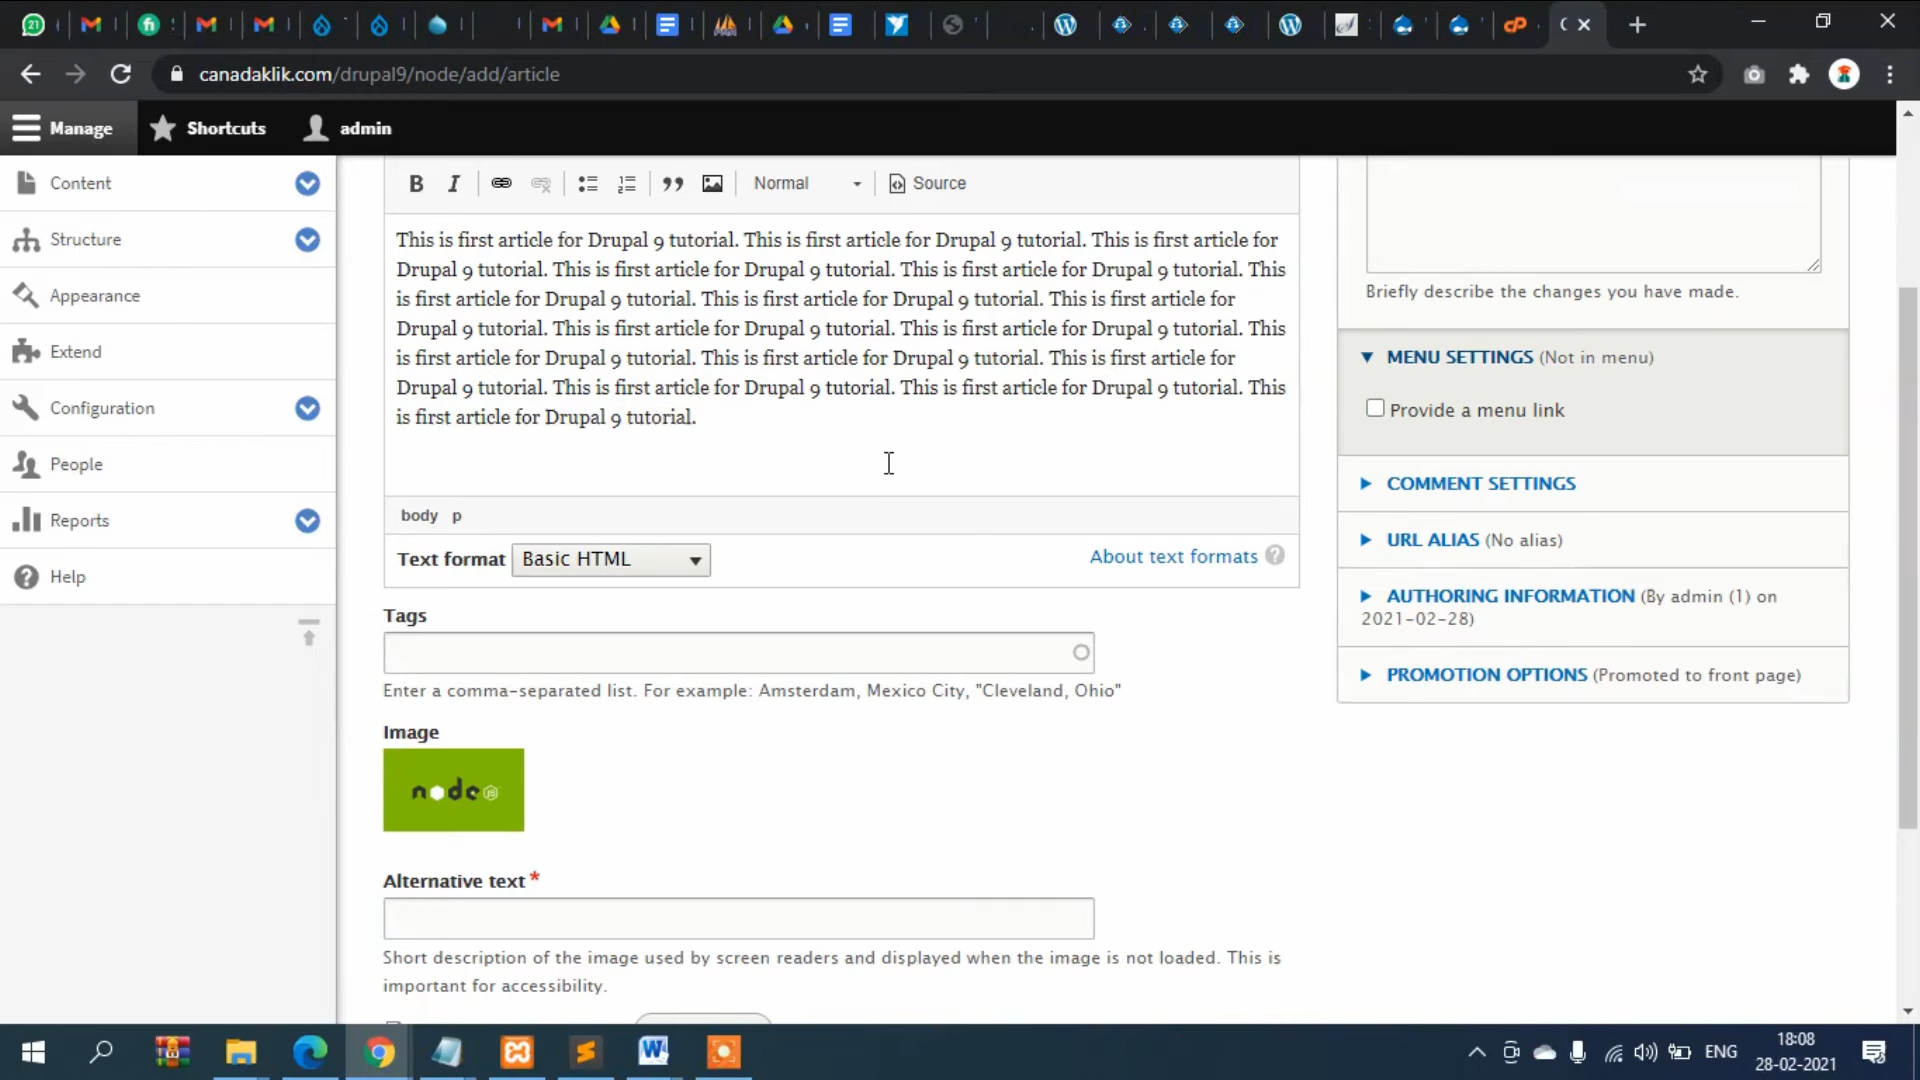 21
canadaklik.com/drupal9/node/add/article
Manage
Shortcuts
admin
Content
Structure
Appearance
Extend
Configuration
People
Reports
Help
B I Normal Source
This is first article for Drupal 9 tutorial. This is first article for Drupal 9 tutorial. This is first article for
Drupal 9 tutorial. This is first article for Drupal 9 tutorial. This is first article for Drupal 9 tutorial. This
is first article for Drupal 9 tutorial. This is first article for Drupal 9 tutorial. This is first article for
Drupal 9 tutorial. This is first article for Drupal 9 tutorial. This is first article for Drupal 9 tutorial. This
is first article for Drupal 9 tutorial. This is first article for Drupal 9 tutorial. This is first article for
Drupal 9 tutorial. This is first article for Drupal 9 tutorial. This is first article for Drupal 9 tutorial. This
is first article for Drupal 9 tutorial.
body p
Text format Basic HTML About text formats ?
Tags
Enter a comma-separated list. For example: Amsterdam, Mexico City, "Cleveland, Ohio"
Image
node JS
Alternative text *
Short description of the image used by screen readers and displayed when the image is not loaded. This is
important for accessibility.
Briefly describe the changes you have made.
MENU SETTINGS (Not in menu)
Provide a menu link
COMMENT SETTINGS
URL ALIAS (No alias)
AUTHORING INFORMATION (By admin (1) on
2021-02-28)
PROMOTION OPTIONS (Promoted to front page)
ENG
18:08
28-02-2021